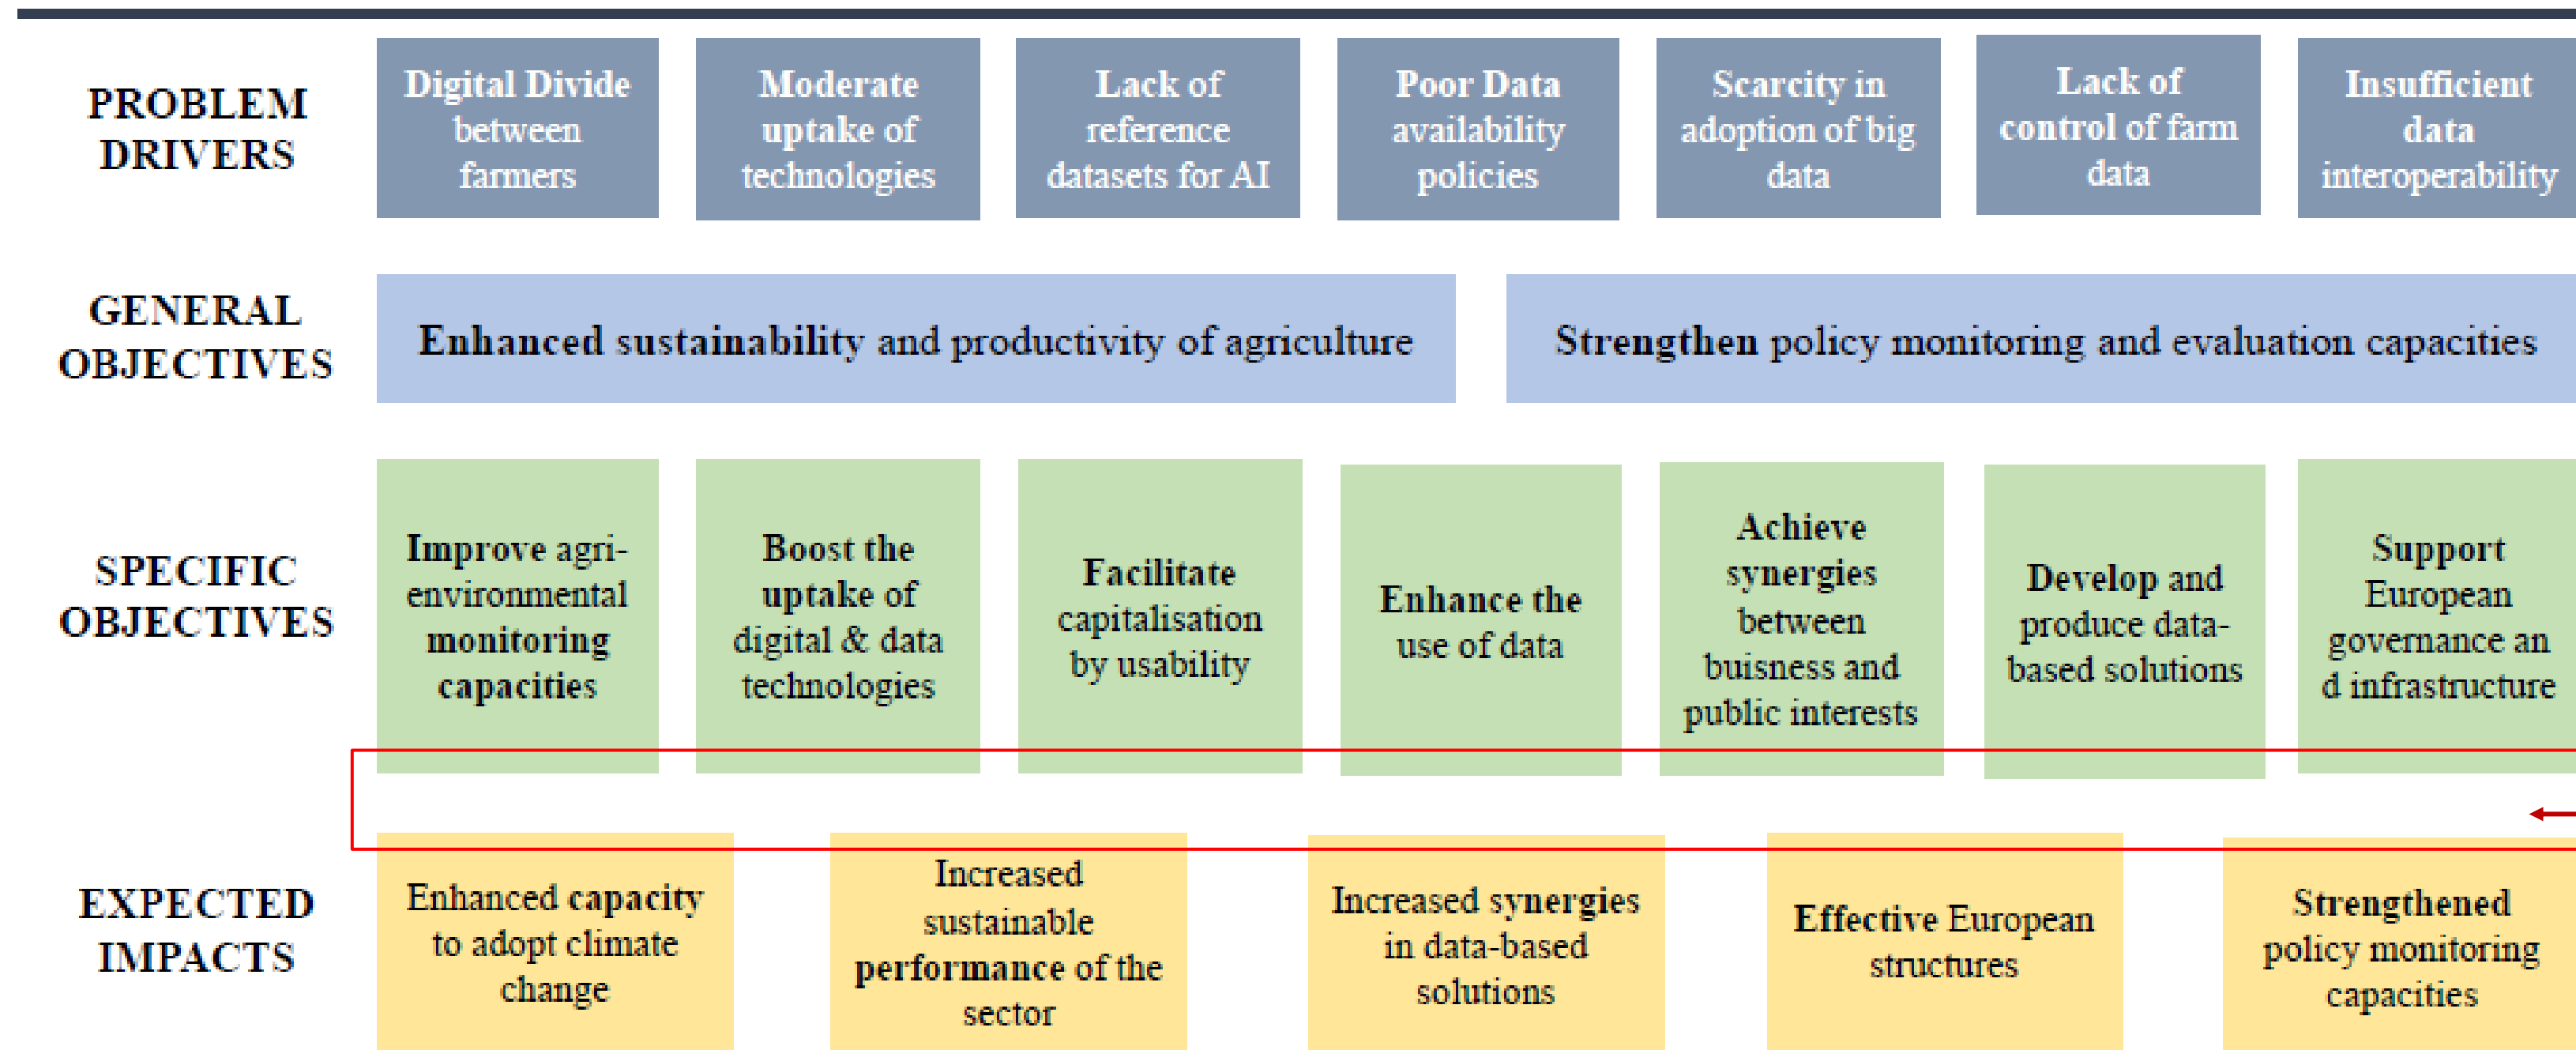 PROBLEM
DRIVERS
Digital Divide
between
farmers
Moderate
uptake of
technologies
Lack of
reference
datasets for AI
Poor Data
availability
policies
Scarcity in
adoption of big
data
Lack of
control of farm
data
Insufficient
data
interoperability
GENERAL
OBJECTIVES
Enhanced sustainability and productivity of agriculture
Strengthen policy monitoring and evaluation capacities
SPECIFIC
OBJECTIVES
Improve agri-
environmental
monitoring
capacities
Boost the
uptake of
digital & data
technologies
Facilitate
capitalisation
by usability
Enhance the
use of data
Achieve
synergies
between
buisness and
public interests
Develop and
produce data-
based solutions
Support
European
governance an
d infrastructure
EXPECTED
IMPACTS
Enhanced capacity
to adopt climate
change
Increased
sustainable
performance of the
sector
Increased synergies
in data-based
solutions
Effective European
structures
Strengthened
policy monitoring
capacities